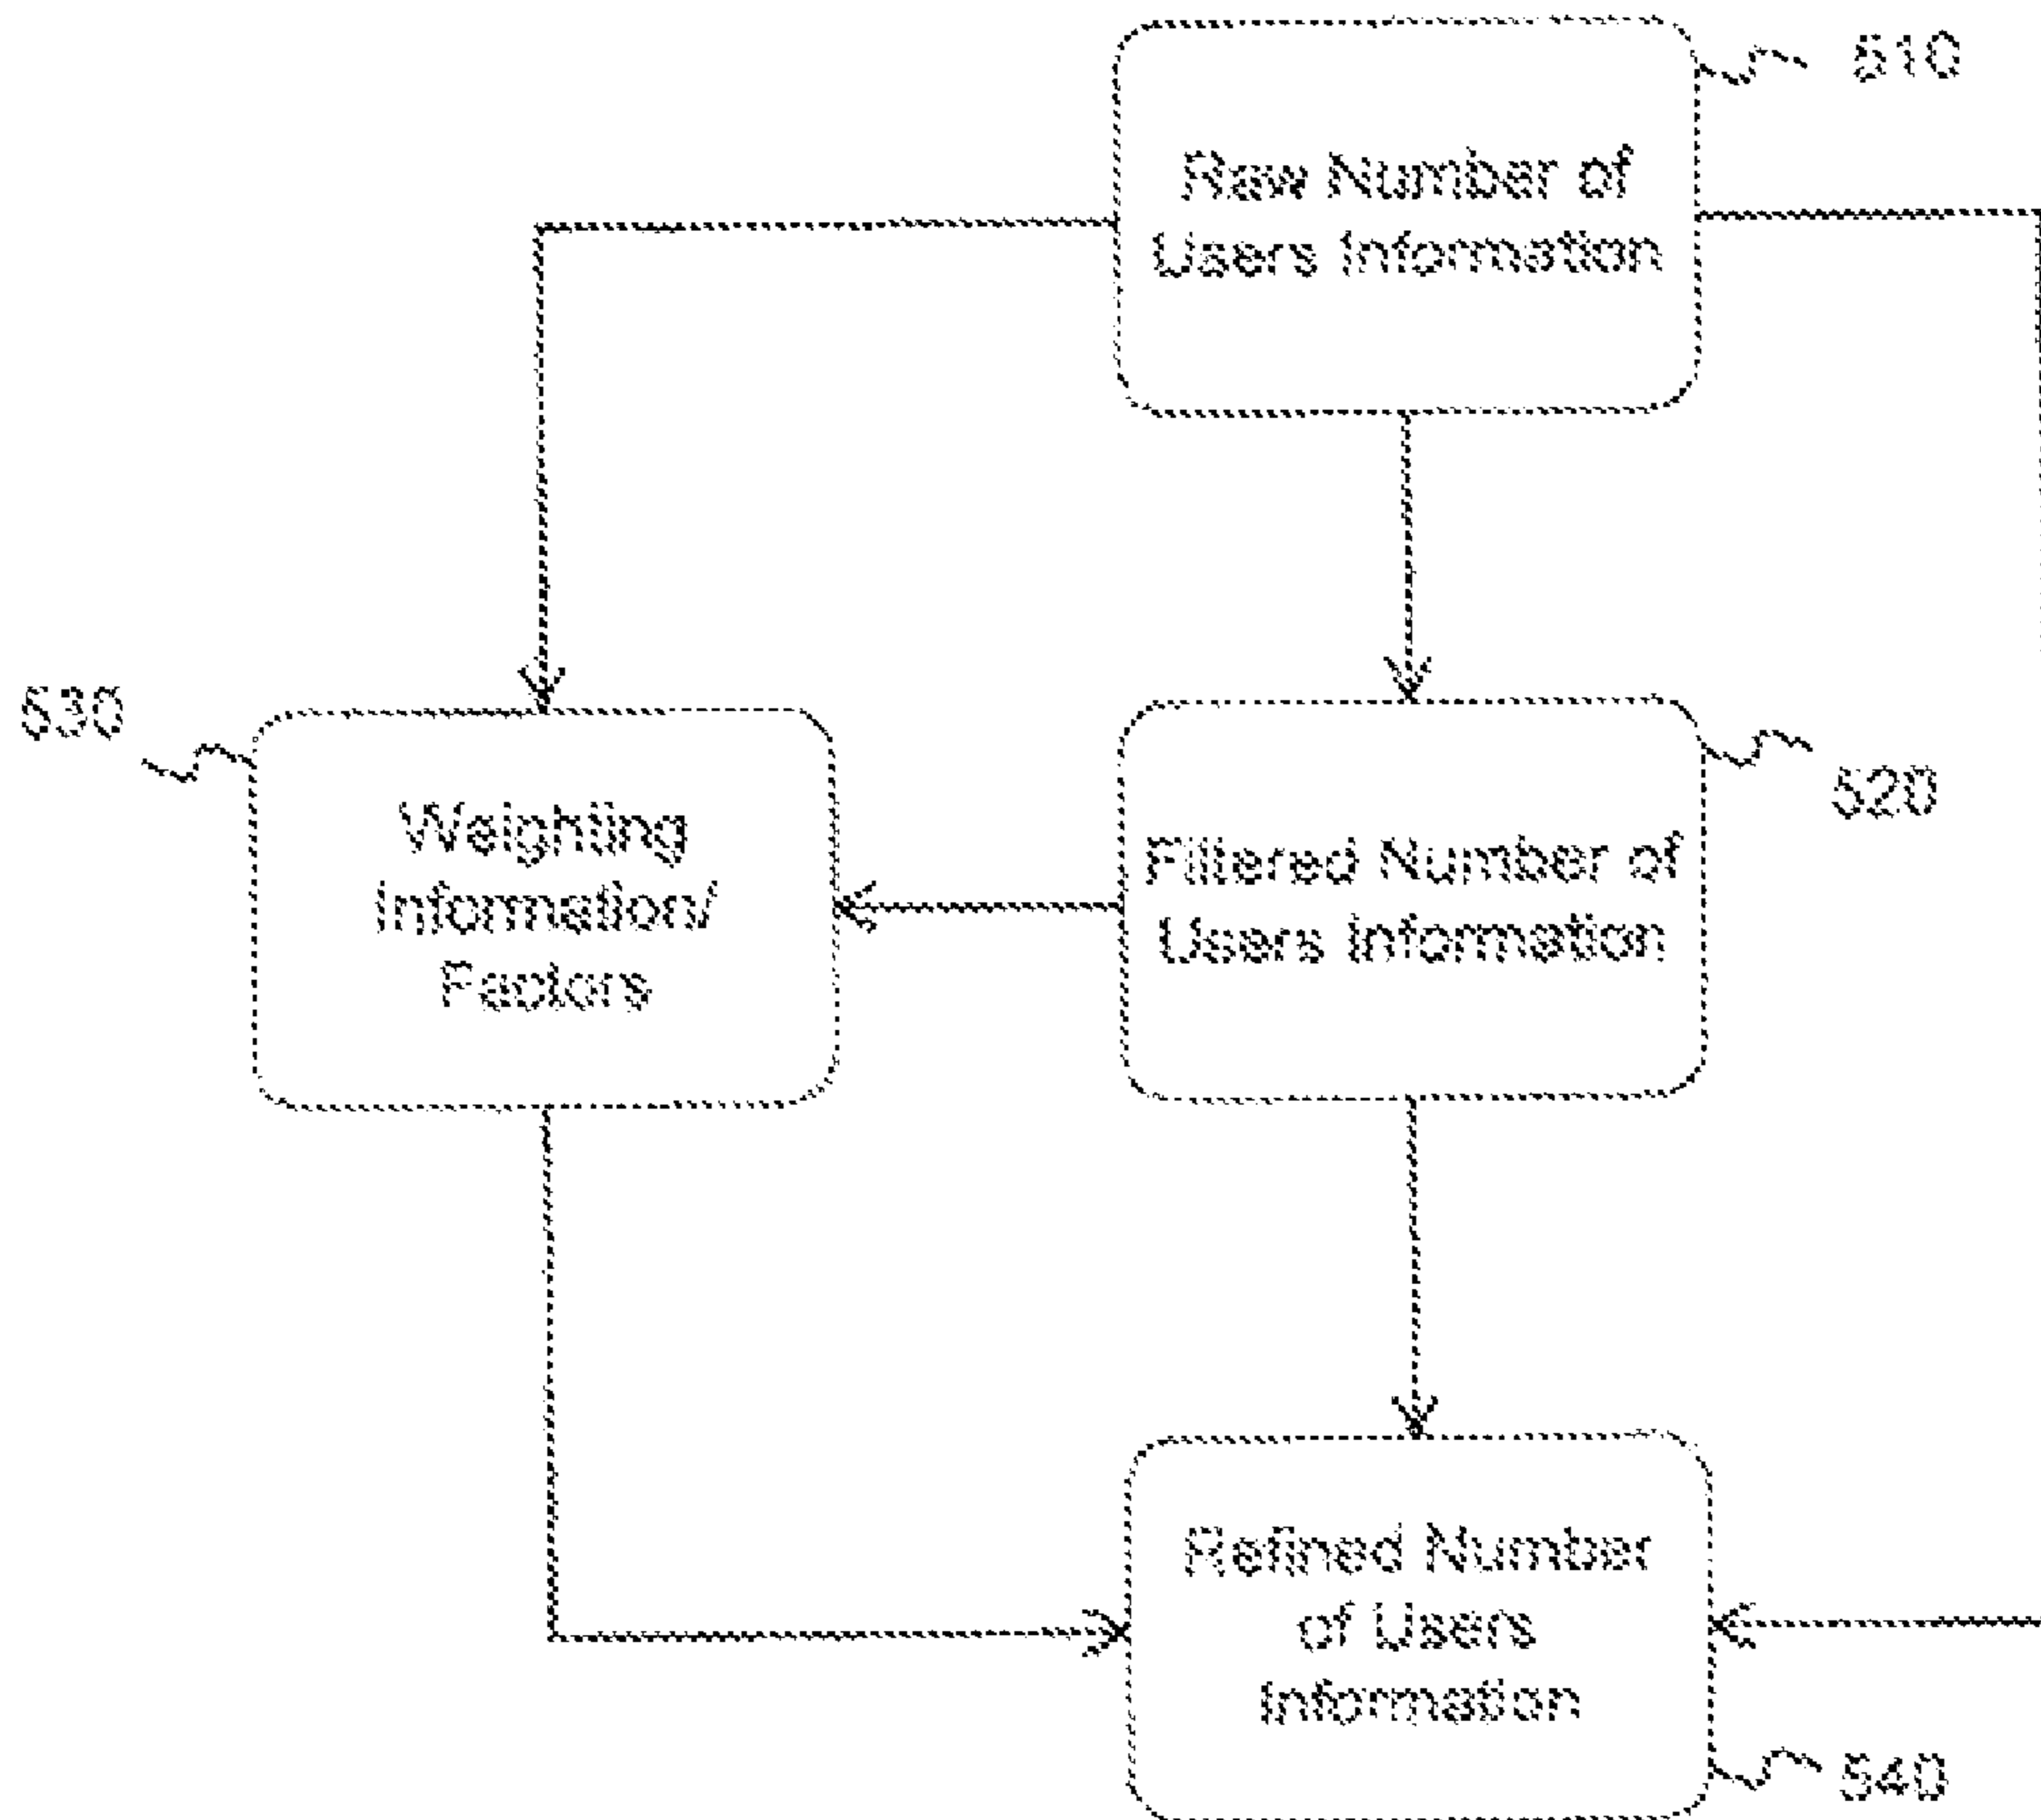 510
Raw Number of
Users Information
530
520
Weighting
Information/
Factors
Filtered Number of
Users Information
Refined Number
of Users
Information
540